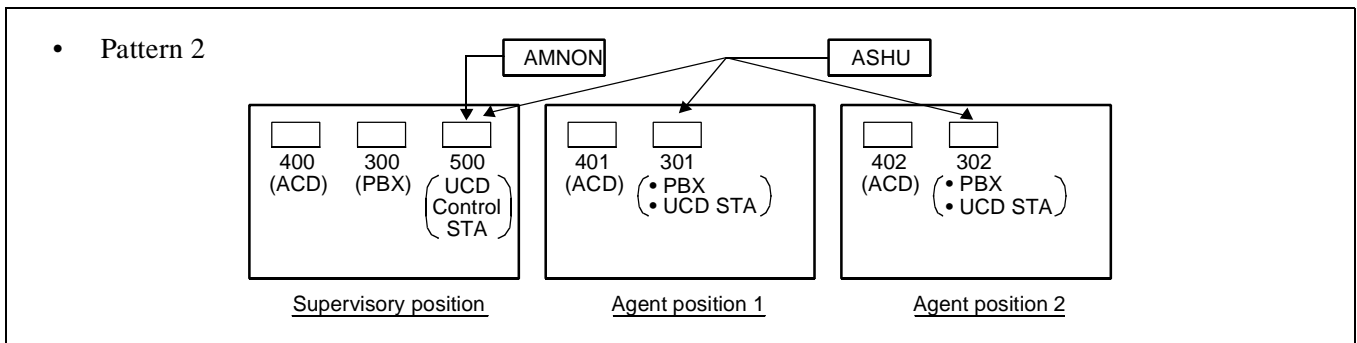 • Pattern 2
AMNON
ASHU
400
(ACD)
300
(PBX)
500
UCD
Control
STA
401
(ACD)
301
• PBX
• UCD STA
402
(ACD)
302
• PBX
• UCD STA
Supervisory position
Agent position 1
Agent position 2